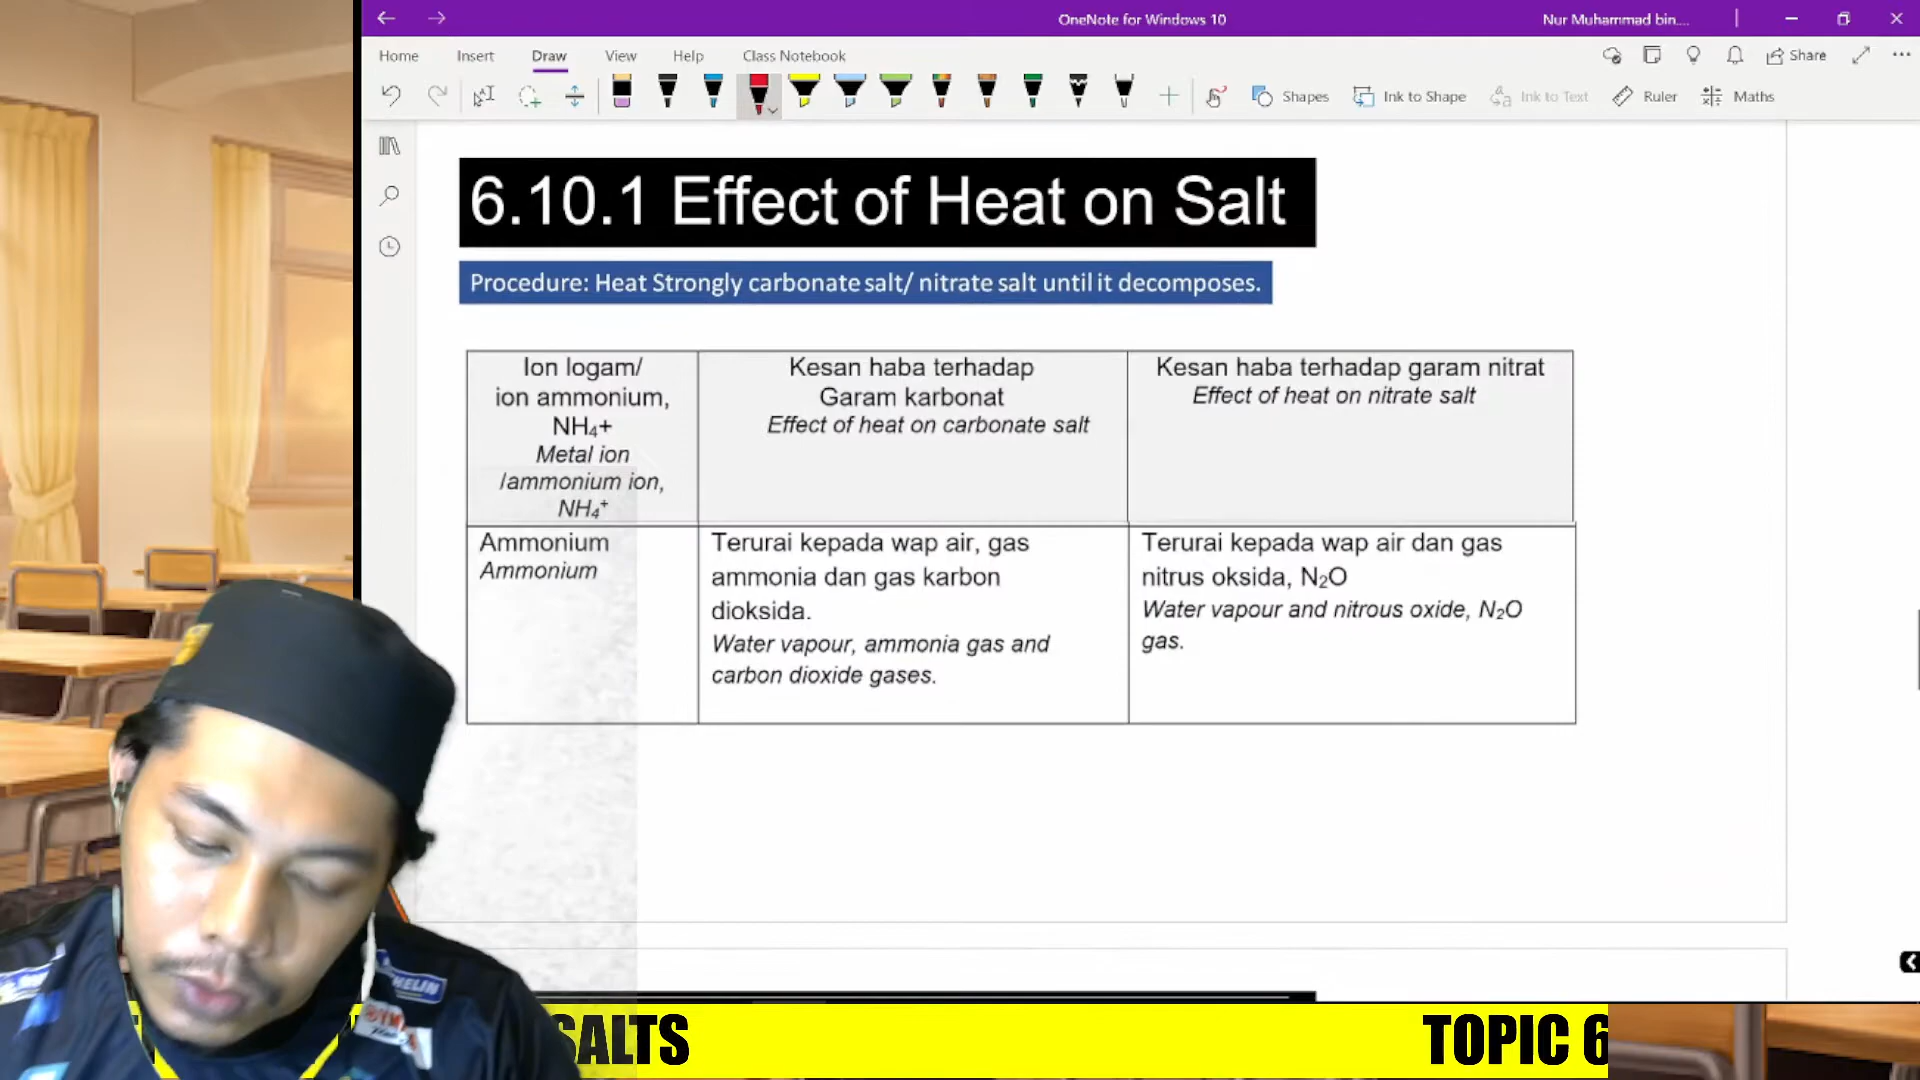 OneNote for Windows 10
Nur Muhammad bin....
Home Insert Draw View Help Class Notebook
Share
Shapes Ink to Shape Ink to Text Ruler Maths
6.10.1 Effect of Heat on Salt
Procedure: Heat Strongly carbonate salt/ nitrate salt until it decomposes.
Ion logam/
ion ammonium,
NH₄+
Metal ion
/ammonium ion,
NH₄⁺
Kesan haba terhadap
Garam karbonat
Effect of heat on carbonate salt
Kesan haba terhadap garam nitrat
Effect of heat on nitrate salt
Ammonium
Ammonium
Terurai kepada wap air, gas
ammonia dan gas karbon
dioksida.
Water vapour, ammonia gas and
carbon dioxide gases.
Terurai kepada wap air dan gas
nitrus oksida, N₂O
Water vapour and nitrous oxide, N₂O
gas.
SALTS
TOPIC 6